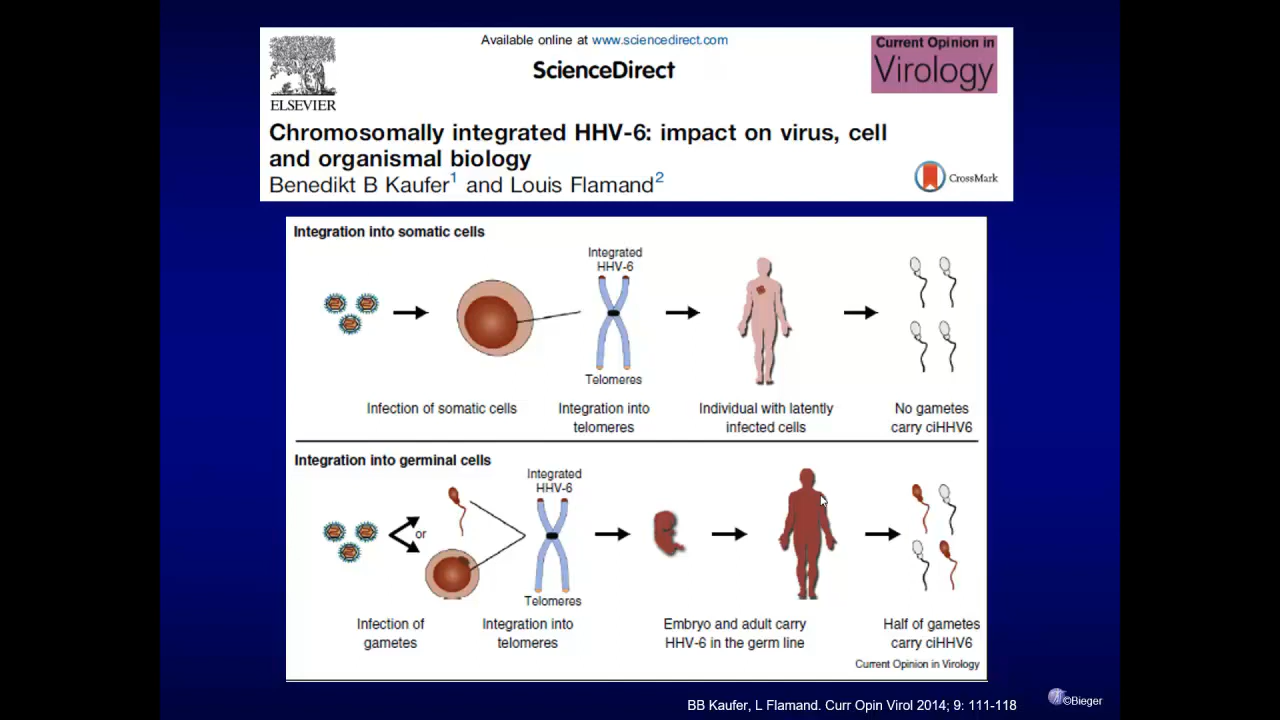 Available online at www.sciencedirect.com
ScienceDirect
ELSEVIER
Current Opinion in
Virology
Chromosomally integrated HHV-6: impact on virus, cell
and organismal biology
Benedikt B Kaufer1 and Louis Flamand2
CrossMark
Integration into somatic cells
Integrated
HHV-6
Telomeres
Infection of somatic cells
Integration into
telomeres
Individual with latently
infected cells
No gametes
carry ciHHV6
Integration into germinal cells
Integrated
HHV-6
or
Telomeres
Infection of
gametes
Integration into
telomeres
Embryo and adult carry
HHV-6 in the germ line
Half of gametes
carry ciHHV6
Current Opinion in Virology
BB Kaufer, L Flamand. Curr Opin Virol 2014; 9: 111-118
©Bieger